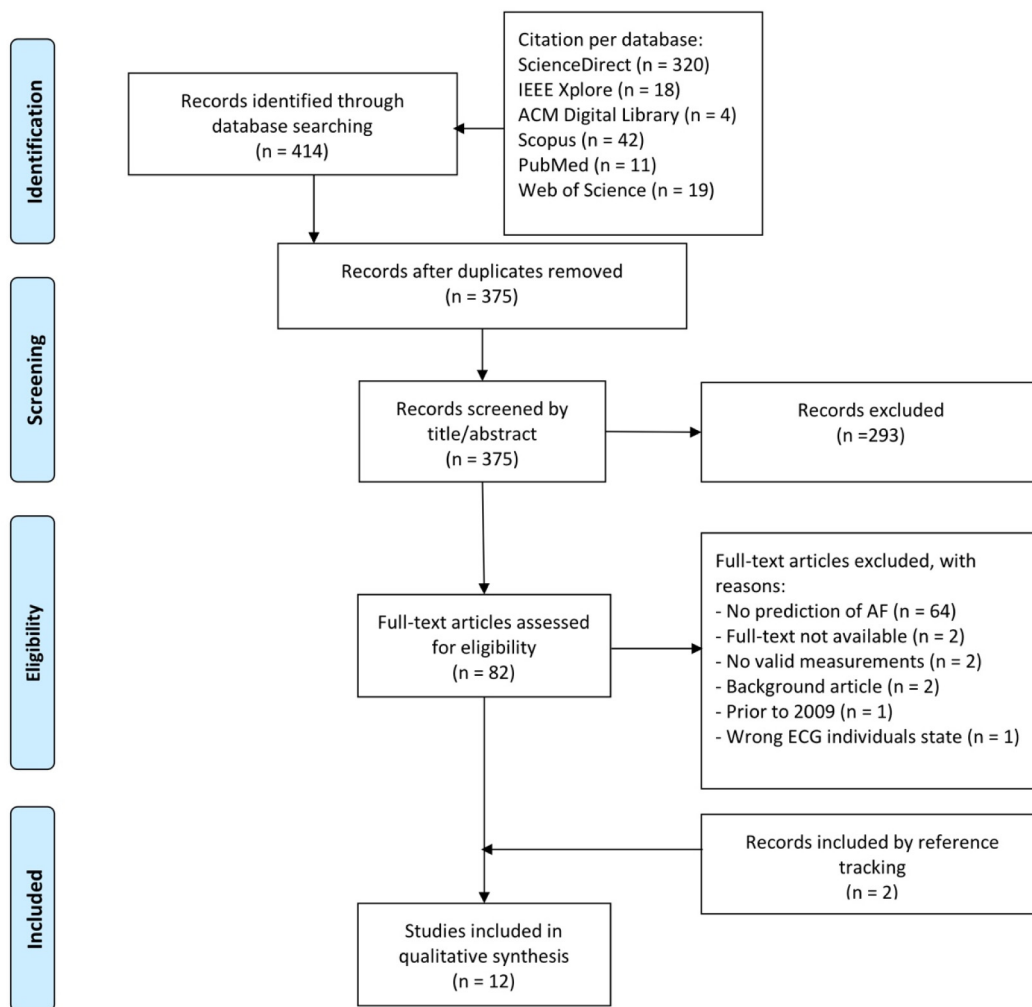 Identification
Records identified through
database searching
(n = 414)
Citation per database:
ScienceDirect (n = 320)
IEEE Xplore (n = 18)
ACM Digital Library (n = 4)
Scopus (n = 42)
PubMed (n = 11)
Web of Science (n = 19)
Records after duplicates removed
(n = 375)
Screening
Records screened by
title/abstract
(n = 375)
Records excluded
(n =293)
Eligibility
Full-text articles assessed
for eligibility
(n = 82)
Full-text articles excluded, with
reasons:
- No prediction of AF (n = 64)
- Full-text not available (n = 2)
- No valid measurements (n = 2)
- Background article (n = 2)
- Prior to 2009 (n = 1)
- Wrong ECG individuals state (n = 1)
Included
Records included by reference
tracking
(n = 2)
Studies included in
qualitative synthesis
(n = 12)